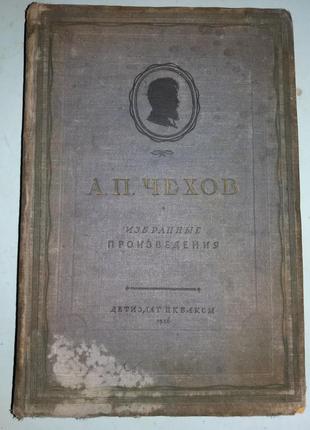 А.П. ЧЕХОВ
ИЗБРАННЫЕ
ПРОИЗВЕДЕНИЯ
ДЕТИЗДАТ ЦК ВЛКСМ